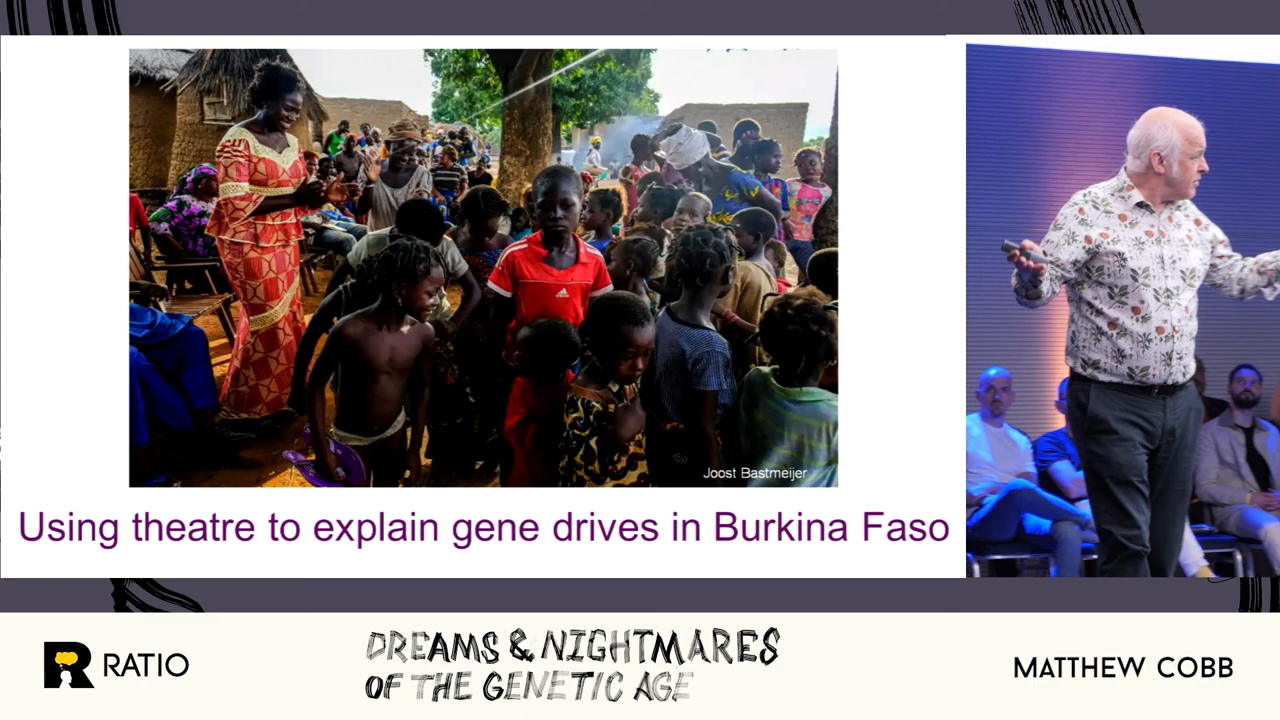 Joost Bastmeijer
Using theatre to explain gene drives in Burkina Faso
R RATIO
DREAMS & NIGHTMARES
OF THE GENETIC AGE
MATTHEW COBB